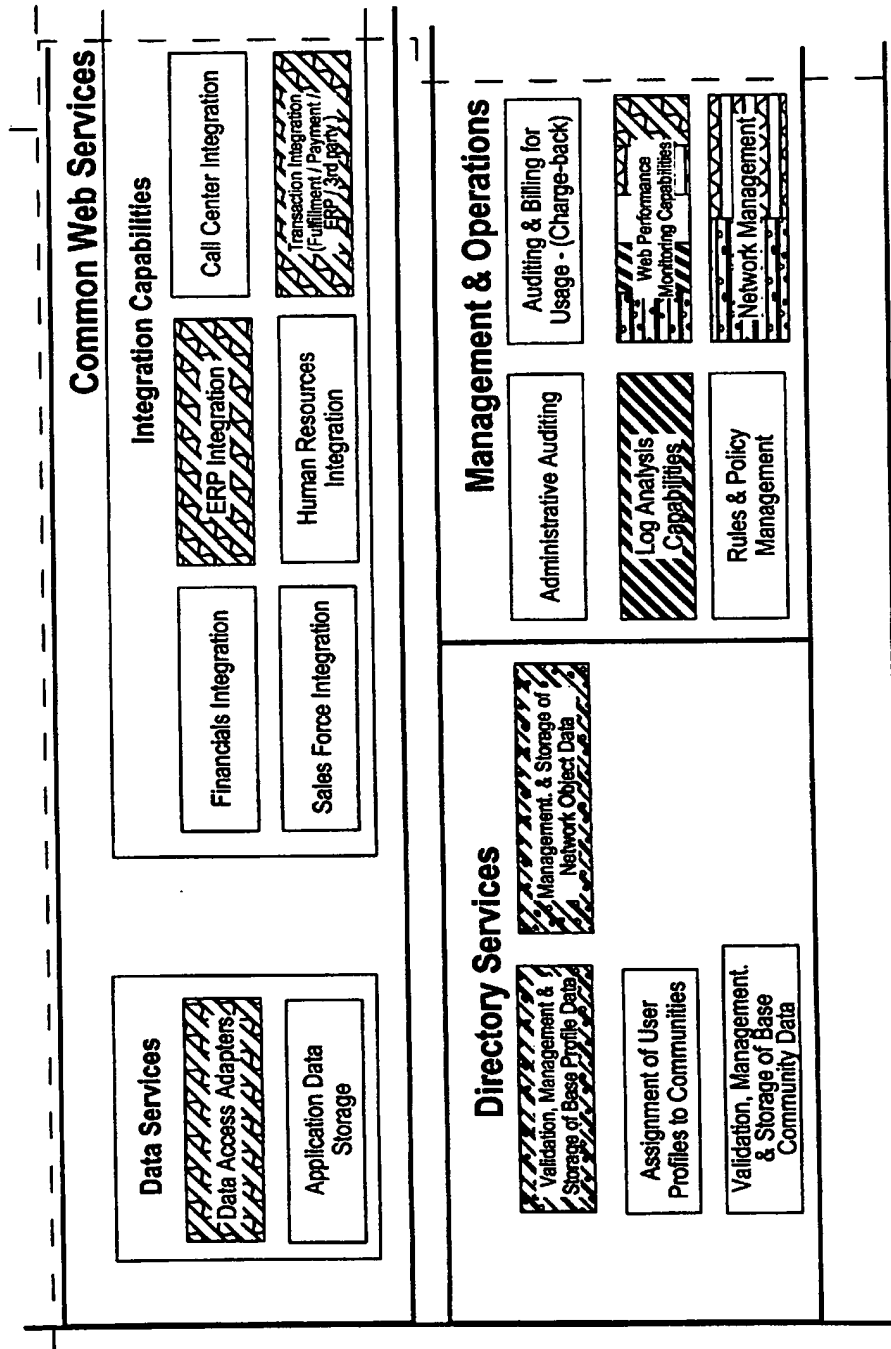 Common Web Services
Data Services
Data Access Adapters
Application Data
Storage
Integration Capabilities
Financials Integration
ERP Integration
Call Center Integration
Sales Force Integration
Human Resources
Integration
Transaction Integration
(Fulfillment / Payment /
ERP / 3rd party )
Directory Services
Validation, Management &
Storage of Base Profile Data
Management. & Storage of
Network Object Data
Assignment of User
Profiles to Communities
Validation, Management.
& Storage of Base
Community Data
Management & Operations
Administrative Auditing
Auditing & Billing for
Usage - (Charge-back)
Log Analysis
Capabilities
Web Performance
Monitoring Capabilities
Rules & Policy
Management
Network Management